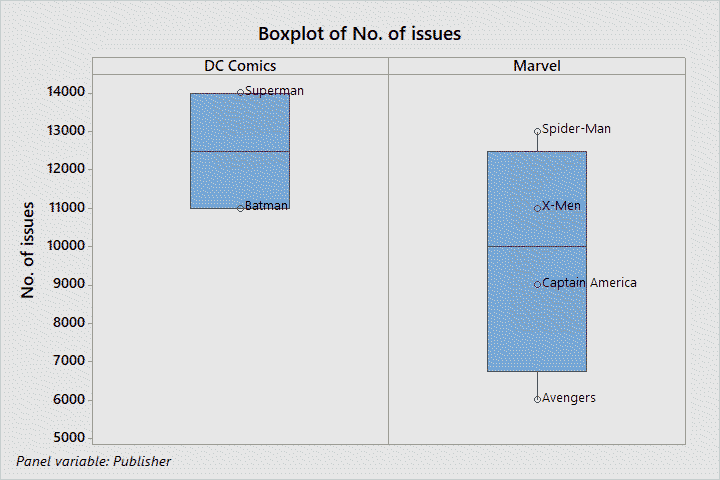 Boxplot of No. of issues
DC Comics Marvel
No. of issues
14000
13000
12000
11000
10000
9000
8000
7000
6000
5000
Superman
Batman
Spider-Man
X-Men
Captain America
Avengers
Panel variable: Publisher